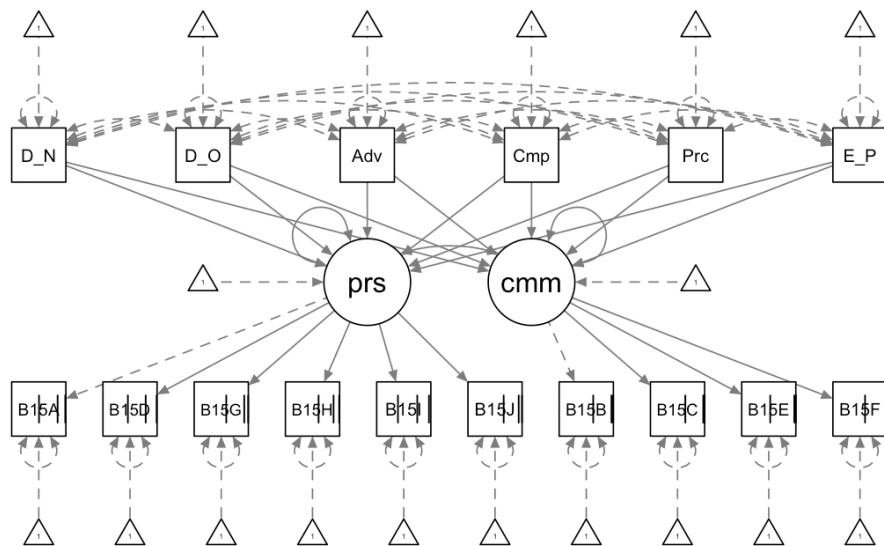 1 1 1 1 1 1
D_N D_O Adv Cmp Prc E_P
1 prs cmm 1
B15A B15D B15G B15H B15I B15J B15B B15C B15E B15F
1 1 1 1 1 1 1 1 1 1